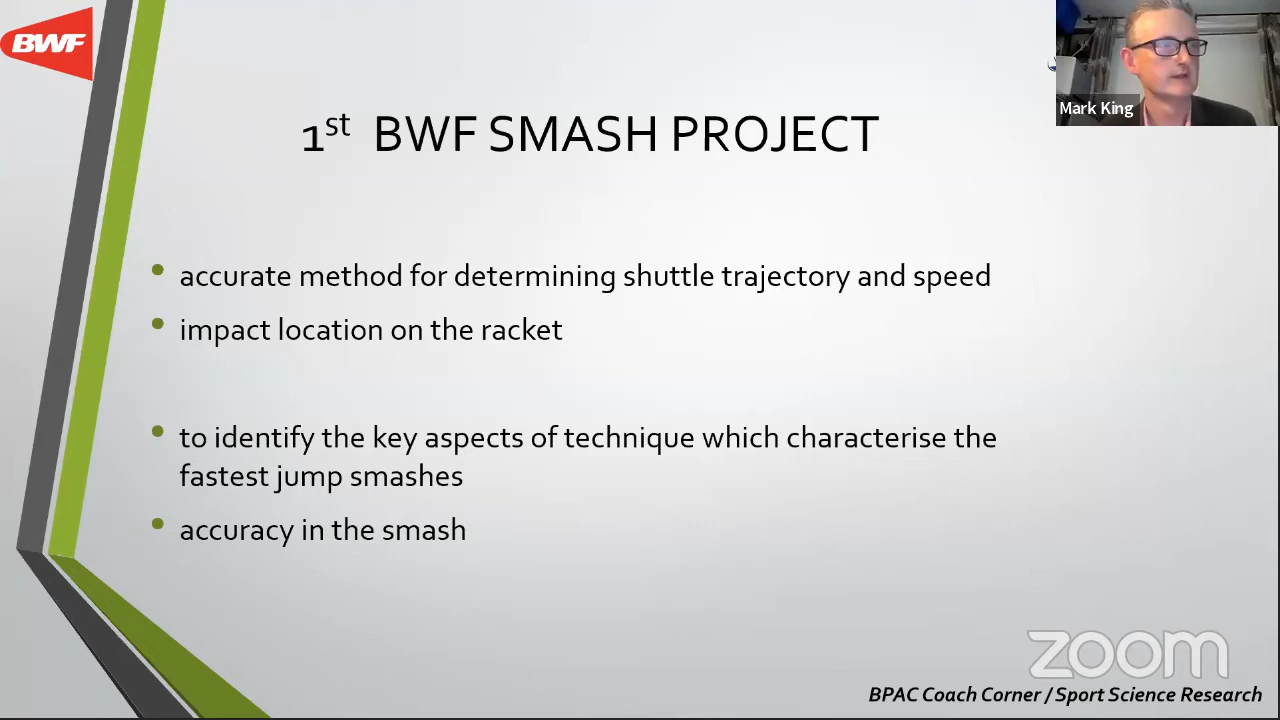 BWF
Mark King
1st BWF SMASH PROJECT
accurate method for determining shuttle trajectory and speed
impact location on the racket
to identify the key aspects of technique which characterise the
fastest jump smashes
accuracy in the smash
zoom
BPAC Coach Corner / Sport Science Research